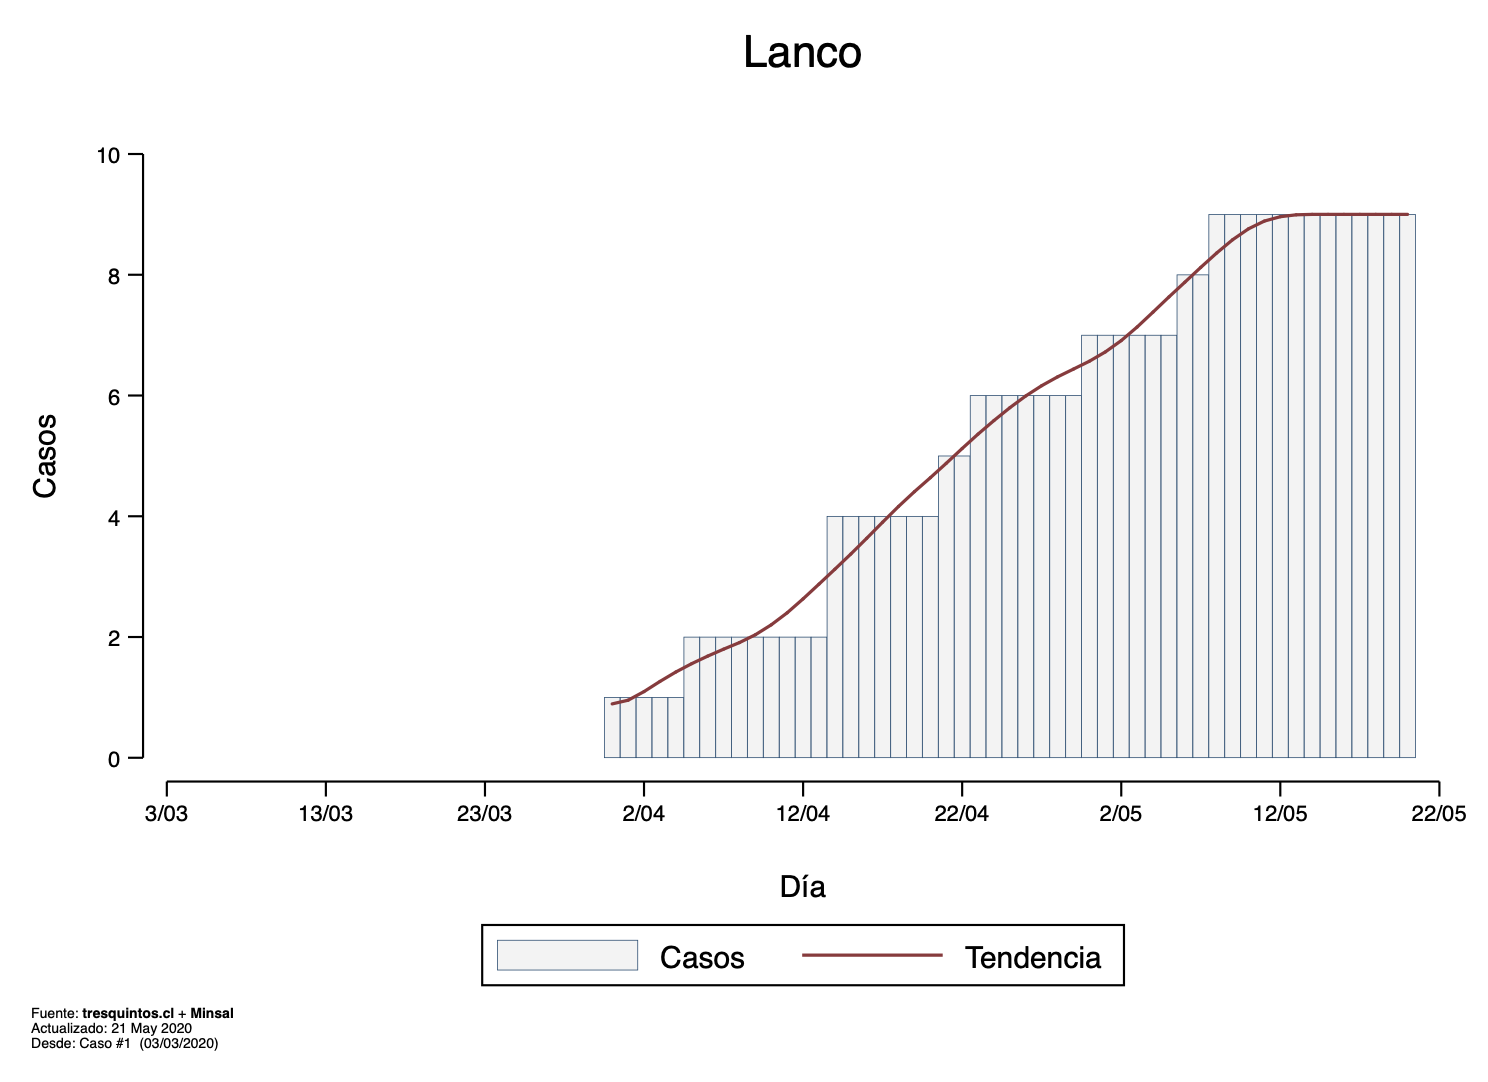 Lanco
10
8
6
4
2
0
Casos
3/03 13/03 23/03 2/04 12/04 22/04 2/05 12/05 22/05
Día
Casos Tendencia
Fuente: tresquintos.cl + Minsal
Actualizado: 21 May 2020
Desde: Caso #1 (03/03/2020)